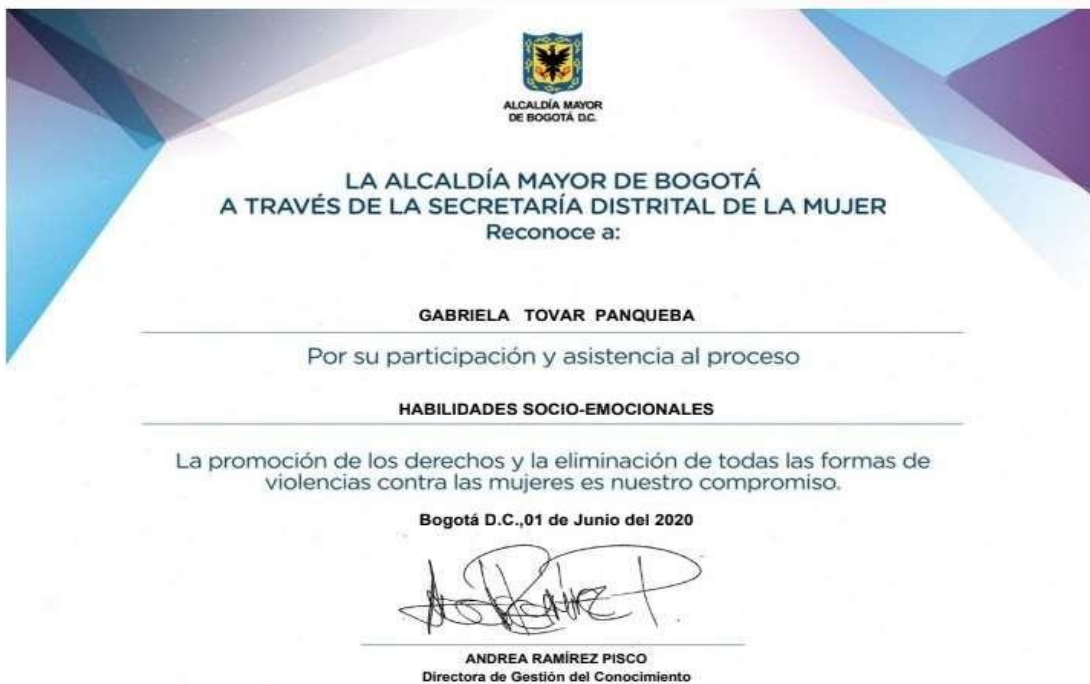 ALCALDÍA MAYOR
DE BOGOTÁ D.C.
LA ALCALDÍA MAYOR DE BOGOTÁ
A TRAVÉS DE LA SECRETARÍA DISTRITAL DE LA MUJER
Reconoce a:
GABRIELA TOVAR PANQUEBA
Por su participación y asistencia al proceso
HABILIDADES SOCIO-EMOCIONALES
La promoción de los derechos y la eliminación de todas las formas de
violencias contra las mujeres es nuestro compromiso.
Bogotá D.C.,01 de Junio del 2020
ANDREA RAMÍREZ PISCO
Directora de Gestión del Conocimiento